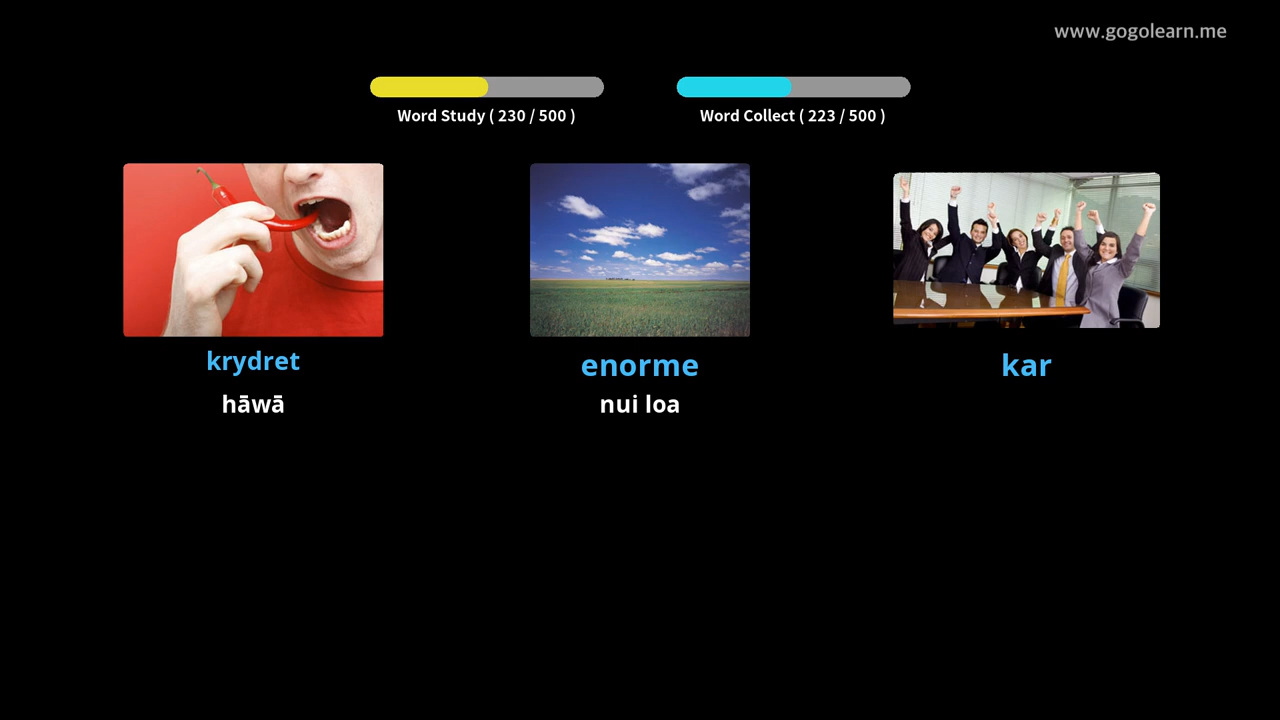 www.gogolearn.me
Word Study ( 230 / 500 )
Word Collect ( 223 / 500 )
krydret
enorme
kar
hāwā
nui loa